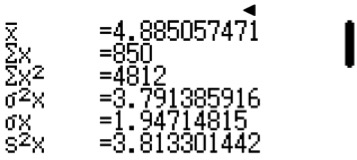 x̄ =4.885057471
Σx =850
Σx² =4812
σ²x =3.791385916
σx =1.94714815
s²x =3.813301442